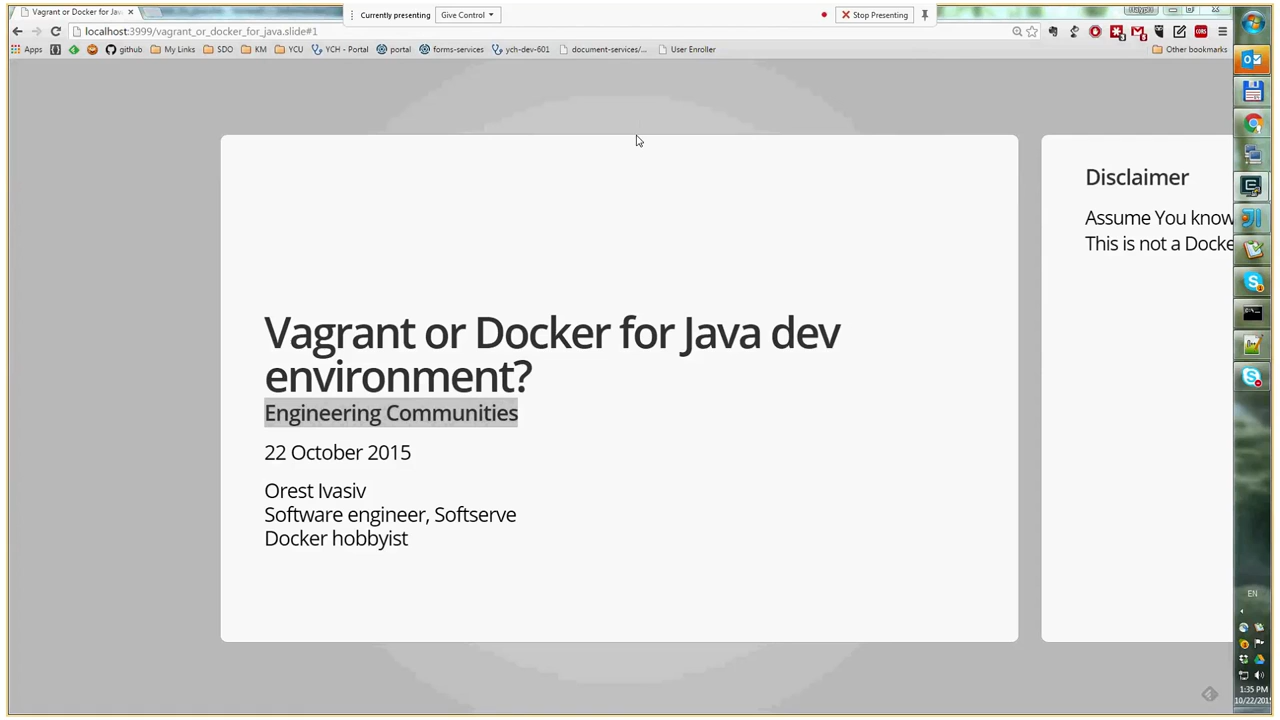 Vagrant or Docker for Jav
Currently presenting
Give Control
Stop Presenting
localhost:3999/vagrant_or_docker_for_java.slide#1
Apps
github
My Links
SDO
KM
YCU
YCH - Portal
portal
forms-services
ych-dev-601
document-services/...
User Enroller
Other bookmarks
Vagrant or Docker for Java dev
environment?
Engineering Communities
22 October 2015
Orest Ivasiv
Software engineer, Softserve
Docker hobbyist
Disclaimer
Assume You know
This is not a Docke
EN
1:35 PM
10/22/201